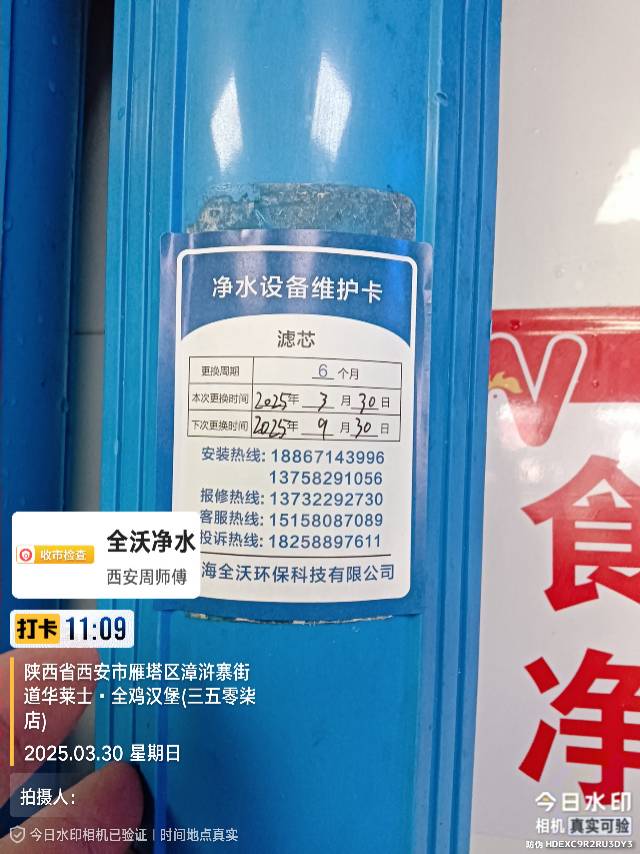 净水设备维护卡
滤芯
更换周期 6 个月
本次更换时间 2025年 3 月 30 日
下次更换时间 2025年 9 月 30 日
安装热线: 18867143996
13758291056
报修热线: 13732292730
客服热线: 15158087089
投诉热线: 18258897611
海全沃环保科技有限公司
食
净
收市检查
全沃净水
西安周师傅
打卡 11:09
陕西省西安市雁塔区漳浒寨街
道华莱士·全鸡汉堡(三五零柒
店)
2025.03.30 星期日
拍摄人:
今日水印相机已验证 | 时间地点真实
今日水印
相机 真实可验
防伪 HDEXC9R2RU3DY3